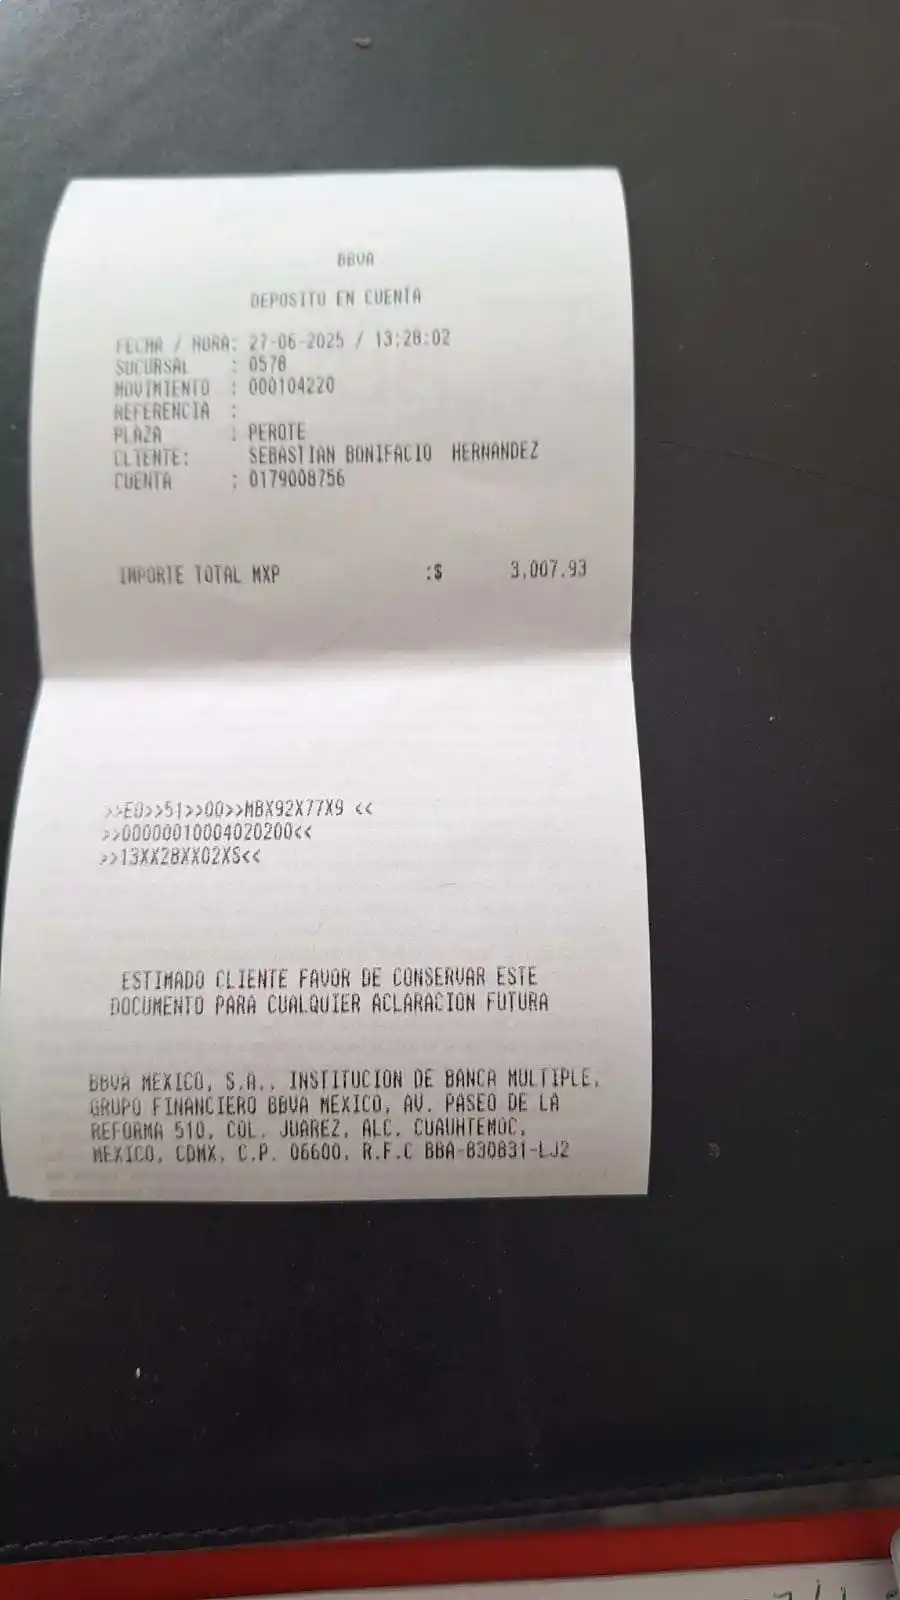 BBVA
DEPOSITO EN CUENTA
FECHA / HORA: 27-06-2025 / 13:28:02
SUCURSAL : 0578
MOVIMIENTO : 000104220
REFERENCIA :
PLAZA : PEROTE
CLIENTE: SEBASTIAN BONIFACIO HERNANDEZ
CUENTA : 0179008756
IMPORTE TOTAL MXP :$ 3,007.93
>>E0>>51>>00>>MBX92X77X9 <<
>>00000010004020200<<
>>13XX28XX02XS<<
ESTIMADO CLIENTE FAVOR DE CONSERVAR ESTE
DOCUMENTO PARA CUALQUIER ACLARACION FUTURA
BBVA MEXICO, S.A., INSTITUCION DE BANCA MULTIPLE,
GRUPO FINANCIERO BBVA MEXICO, AV. PASEO DE LA
REFORMA 510, COL. JUAREZ, ALC. CUAUHTEMOC,
MEXICO, CDMX, C.P. 06600, R.F.C BBA-830831-LJ2